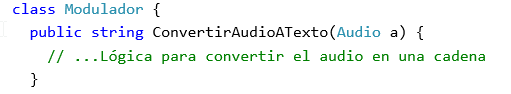 class Modulador {
public string ConvertirAudioATexto(Audio a) {
// ...Lógica para convertir el audio en una cadena
}